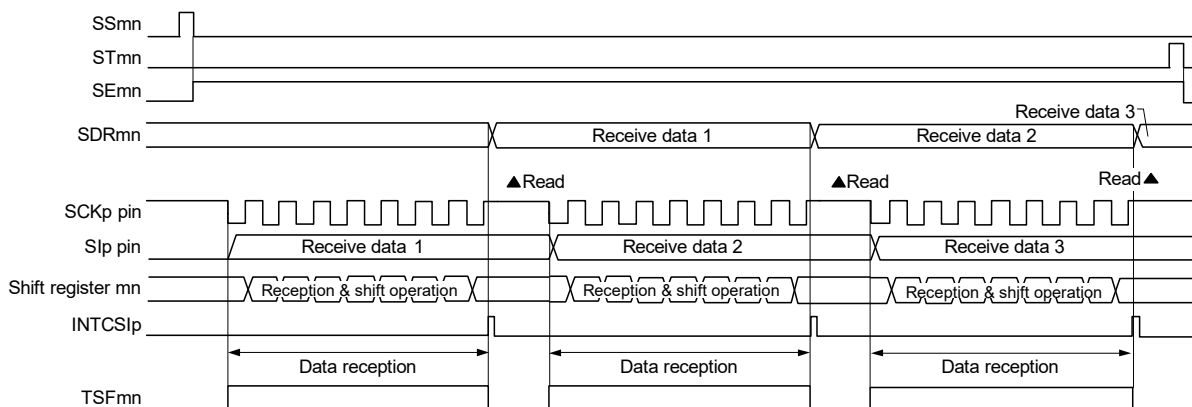 SSmn
STmn
SEmn
Receive data 3
SDRmn Receive data 1 Receive data 2
▲Read ▲Read Read▲
SCKp pin
SIp pin Receive data 1 Receive data 2 Receive data 3
Shift register mn Reception & shift operation Reception & shift operation Reception & shift operation
INTCSIp
Data reception Data reception Data reception
TSFmn